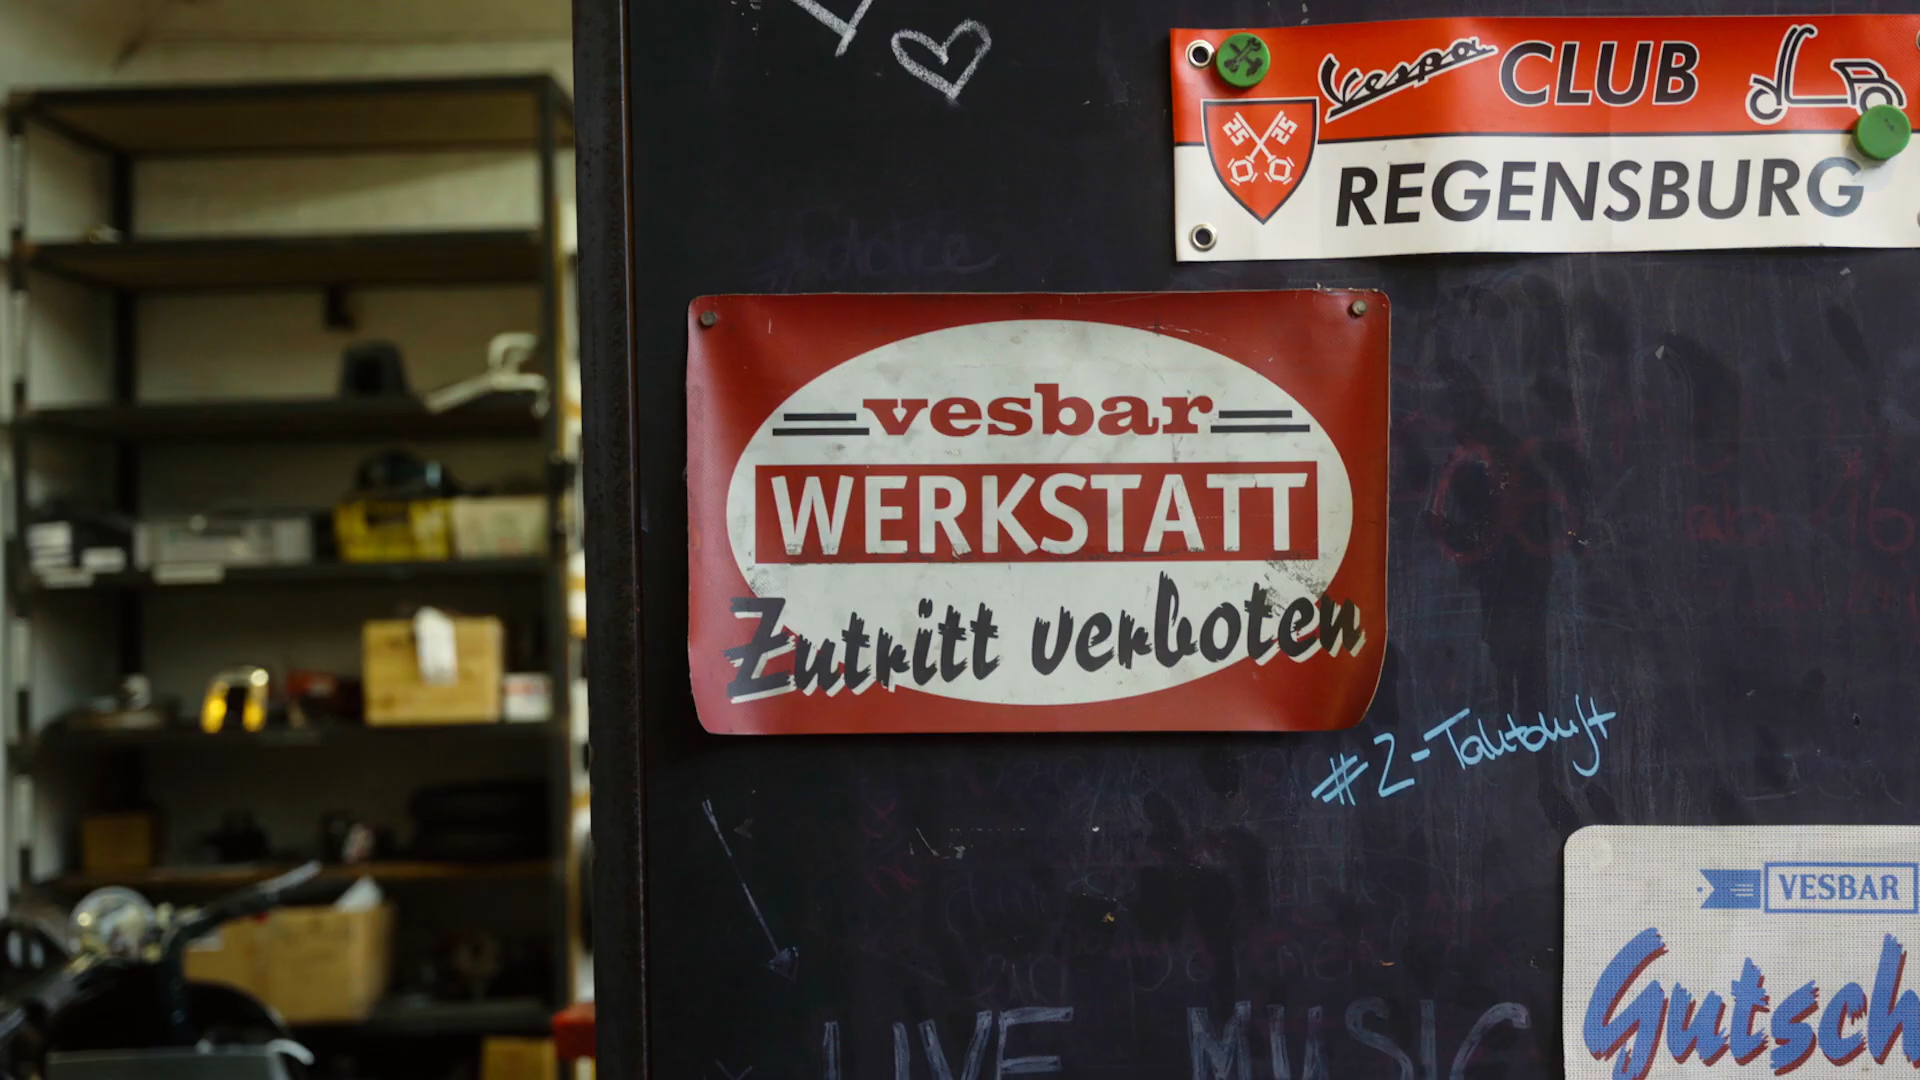 Vespa CLUB
REGENSBURG
vesbar
WERKSTATT
Zutritt verboten
#2-Taktduft
VESBAR
Gutsch
LIVE MUSIC